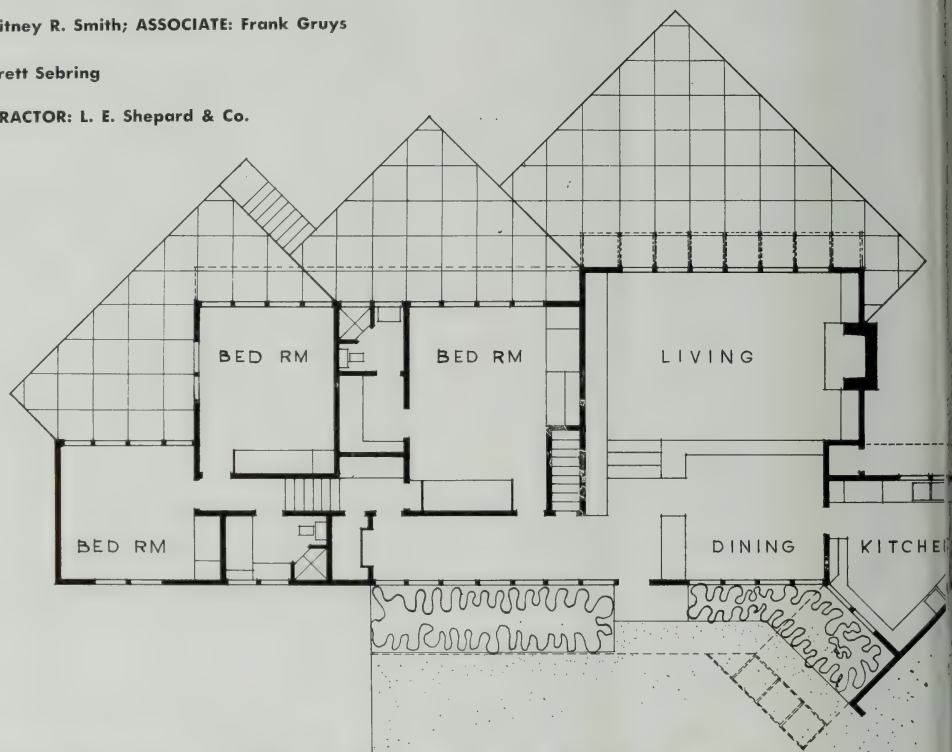 itney R. Smith; ASSOCIATE: Frank Gruys
rett Sebring
RACTOR: L. E. Shepard & Co.
BED RM
BED RM
LIVING
BED RM
DINING
KITCHE